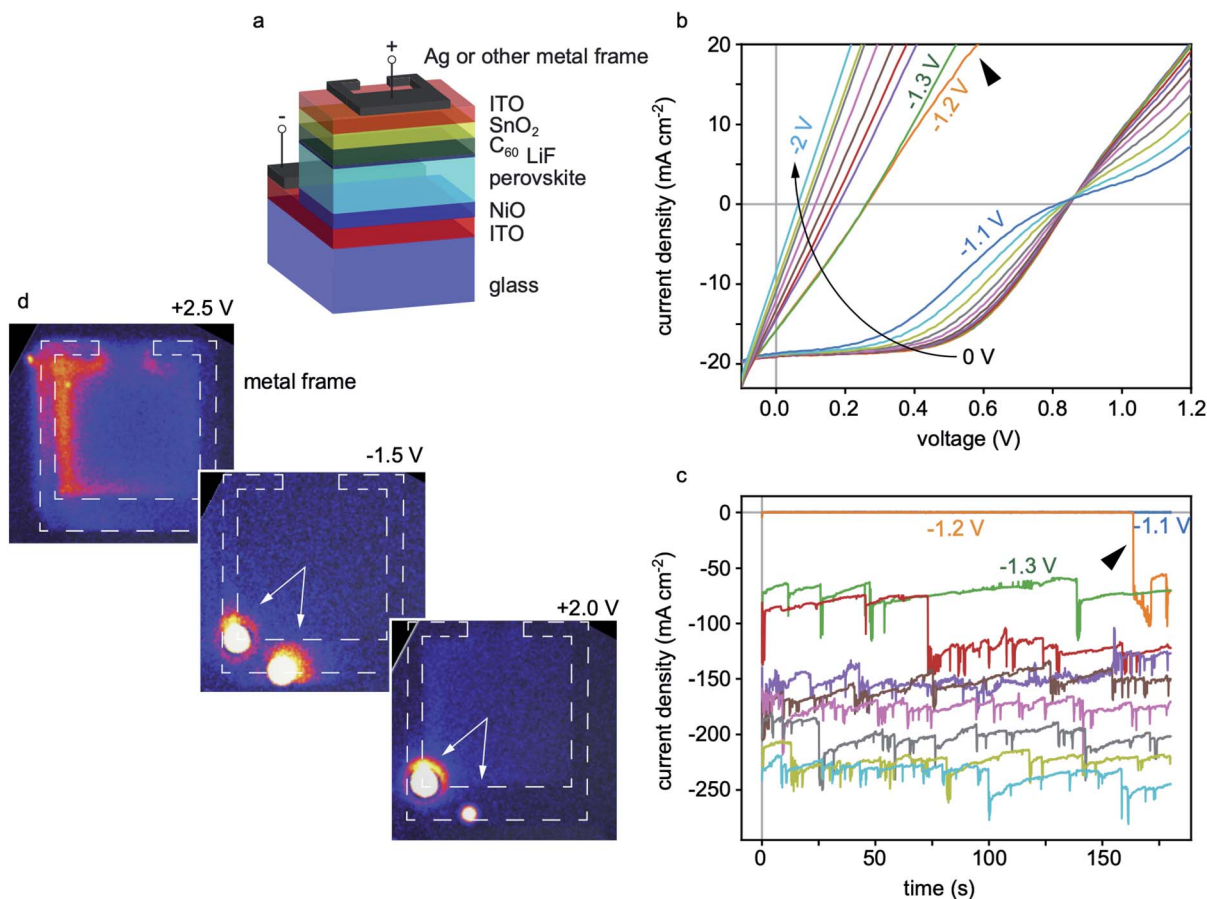 a
-
+
Ag or other metal frame
ITO
SnO₂
C₆₀ LiF
perovskite
NiO
ITO
glass
b
20
10
0
-10
-20
current density (mA cm⁻²)
-2 V
-1.3 V
-1.2 V
-1.1 V
0 V
0.0 0.2 0.4 0.6 0.8 1.0 1.2
voltage (V)
c
0
-50
-100
-150
-200
-250
current density (mA cm⁻²)
-1.2 V
-1.1 V
-1.3 V
0 50 100 150
time (s)
d
+2.5 V
metal frame
-1.5 V
+2.0 V